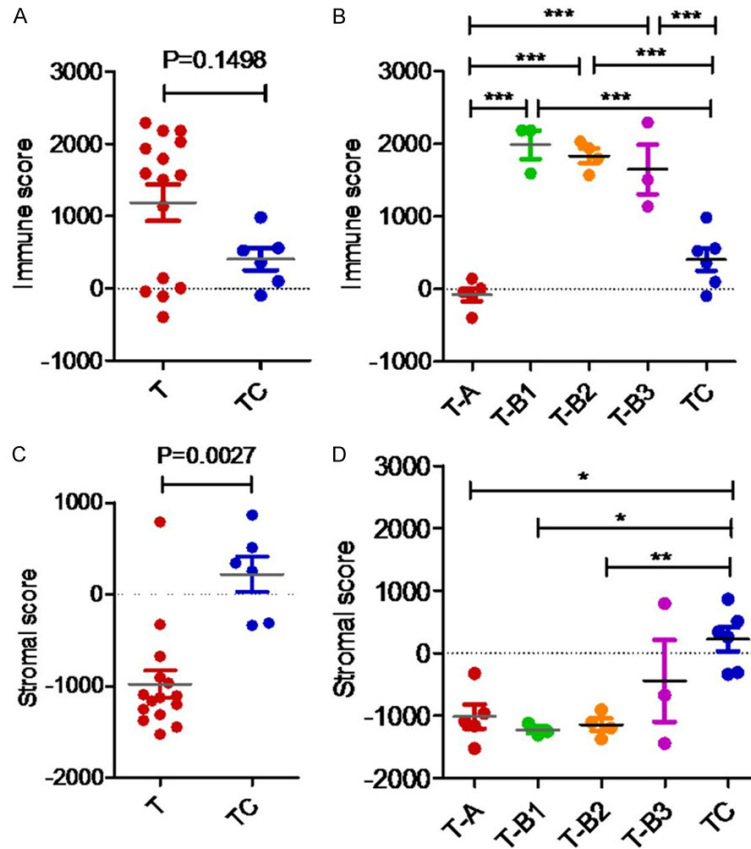 A
P=0.1498
Immune score
3000
2000
1000
0
-1000
T
TC
B
*** ***
*** ***
*** ***
Immune score
3000
2000
1000
0
-1000
T-A
T-B1
T-B2
T-B3
TC
C
P=0.0027
Stromal score
1000
0
-1000
-2000
T
TC
D
*
*
**
Stromal score
3000
2000
1000
0
-1000
-2000
T-A
T-B1
T-B2
T-B3
TC